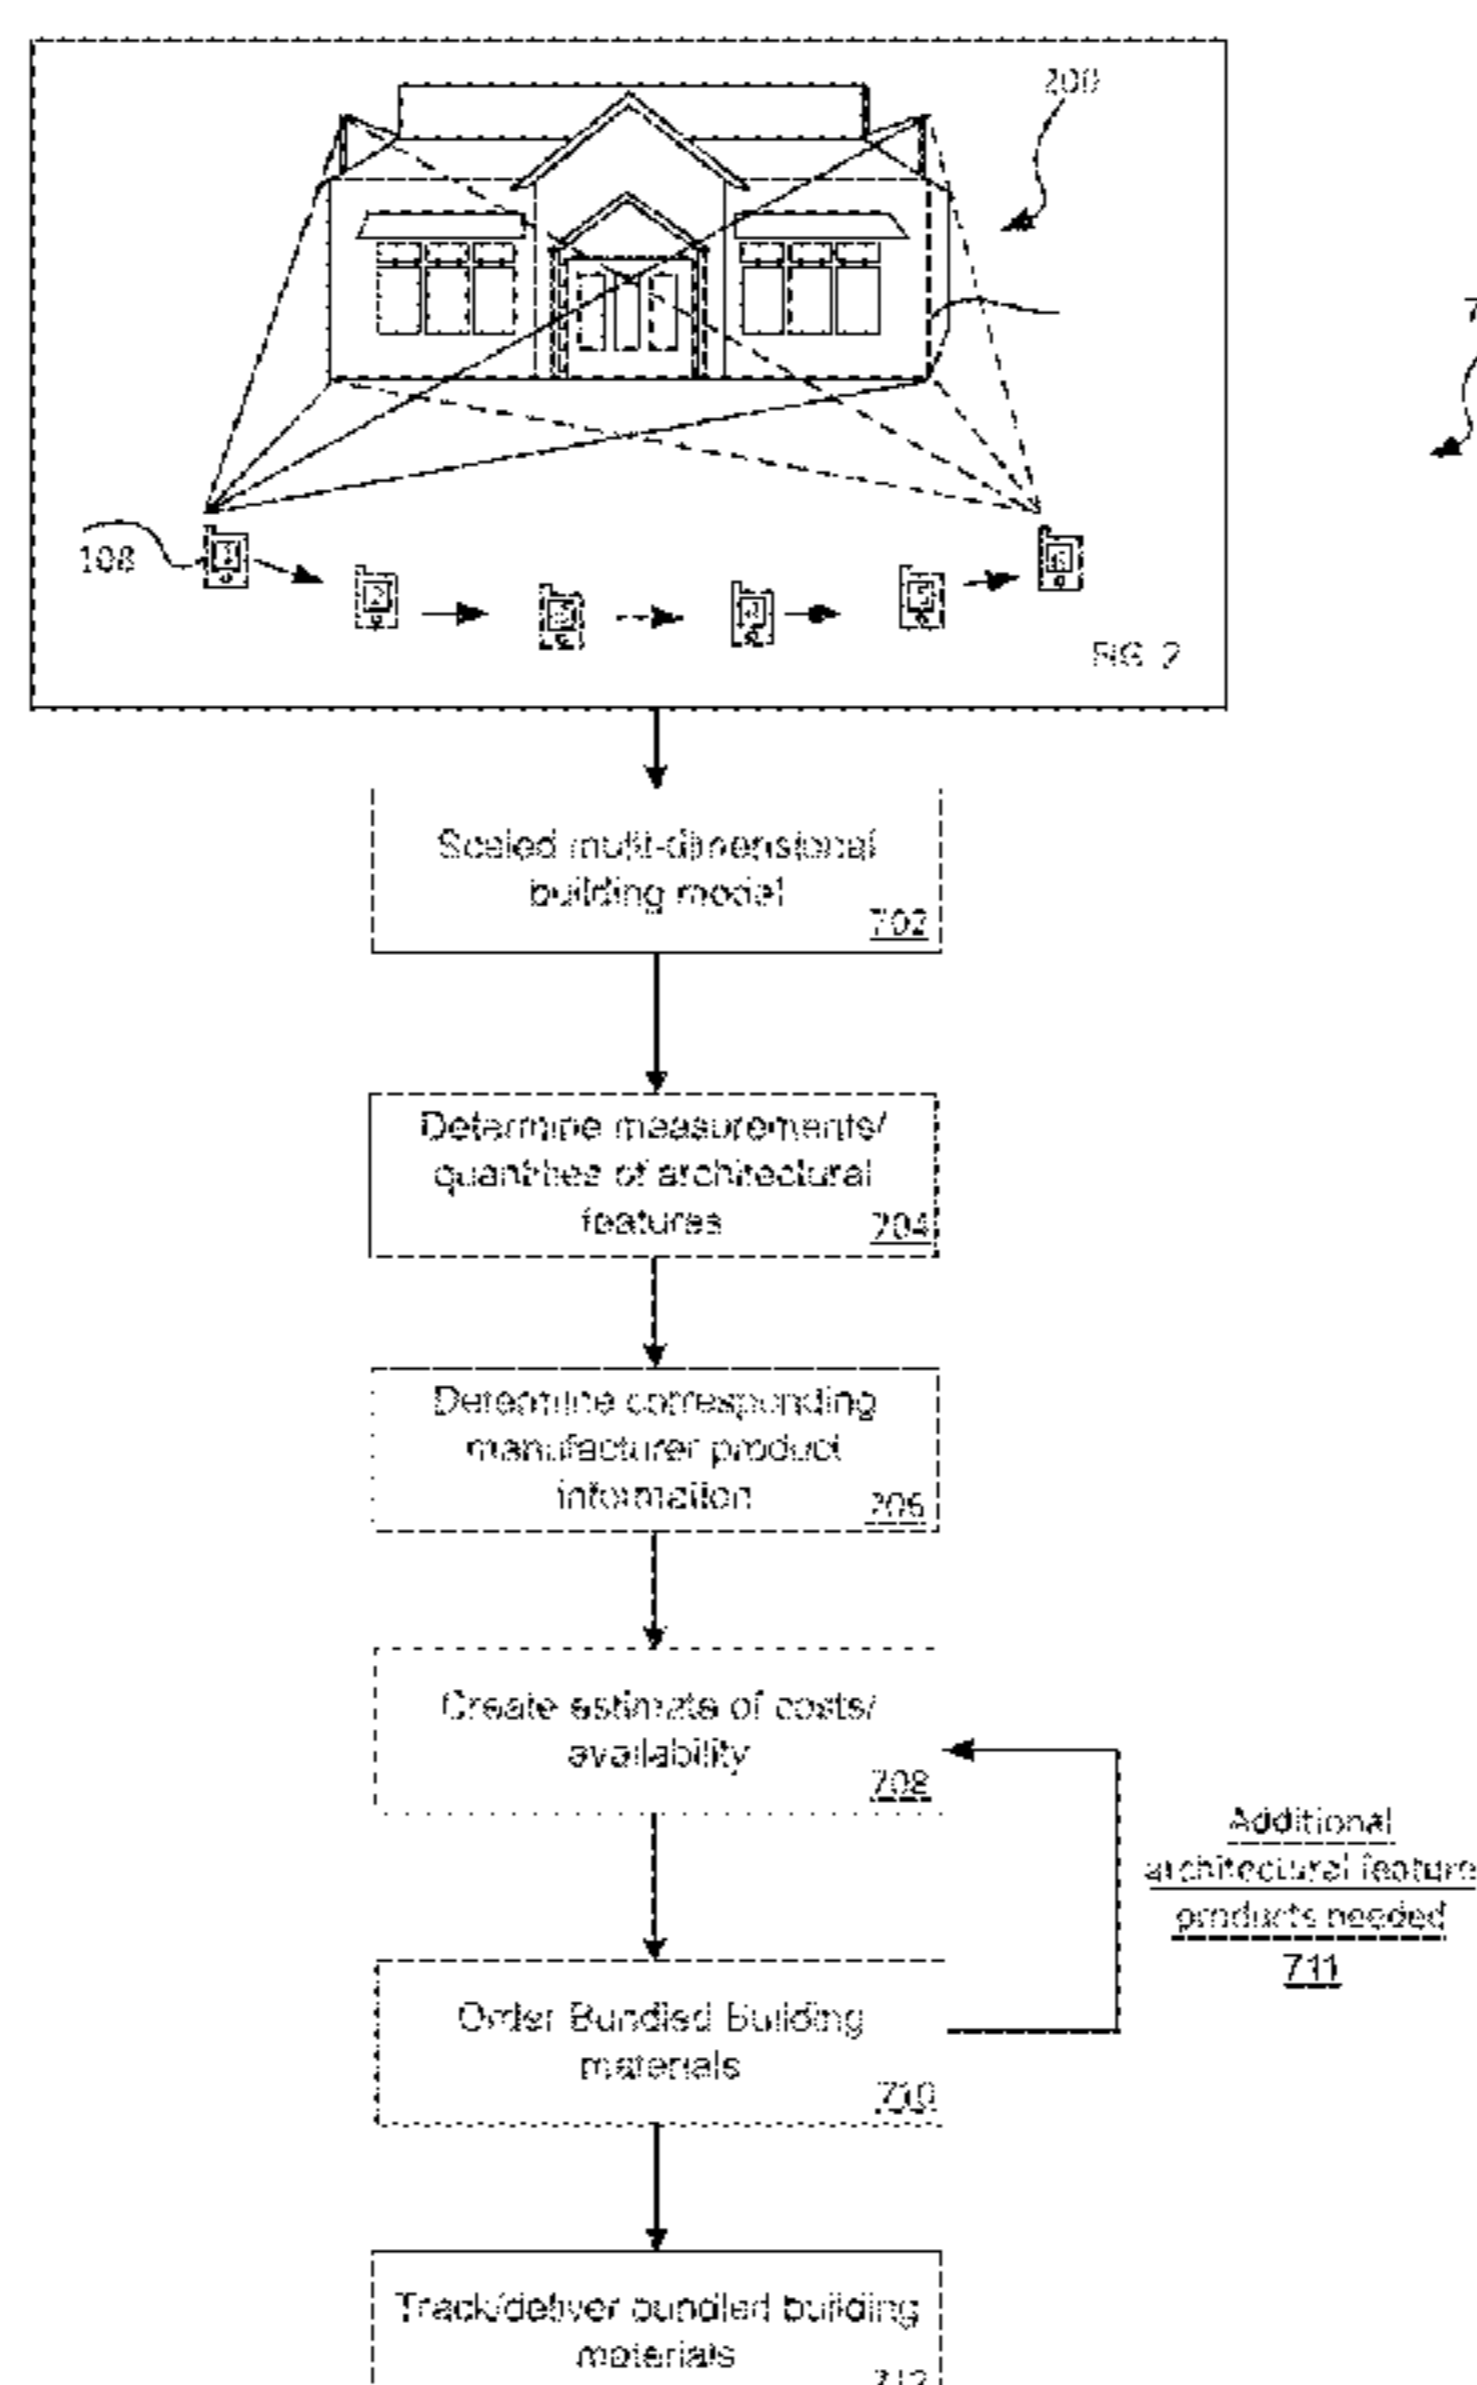 200
7
108
FIG. 2
Scaled multi-dimensional
building model
702
Determine measurements/
quantities of architectural
features
704
Determine corresponding
manufacturer product
information
706
Create estimate of costs/
availability
708
Additional
architectural feature
products needed
711
Order Bundled Building
materials
710
Track/deliver bundled building
materials
712